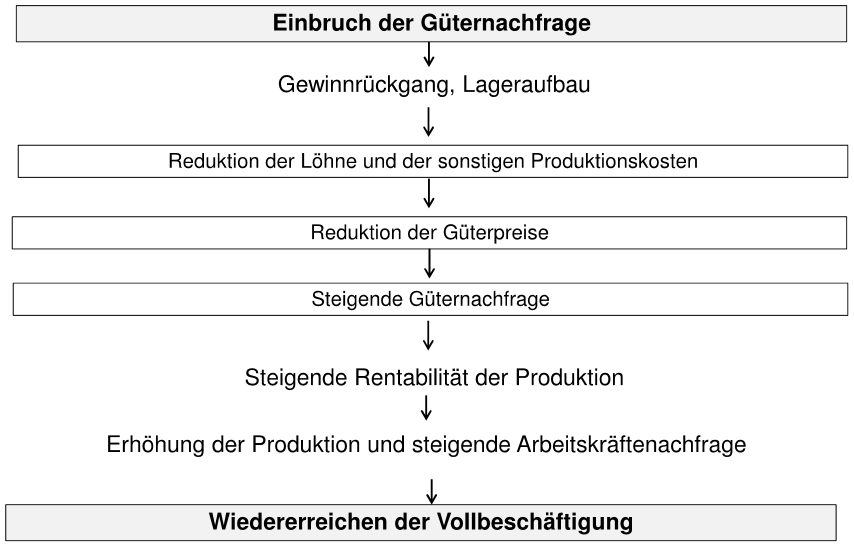 Einbruch der Güternachfrage
Gewinnrückgang, Lageraufbau
Reduktion der Löhne und der sonstigen Produktionskosten
Reduktion der Güterpreise
Steigende Güternachfrage
Steigende Rentabilität der Produktion
Erhöhung der Produktion und steigende Arbeitskräftenachfrage
Wiedererreichen der Vollbeschäftigung